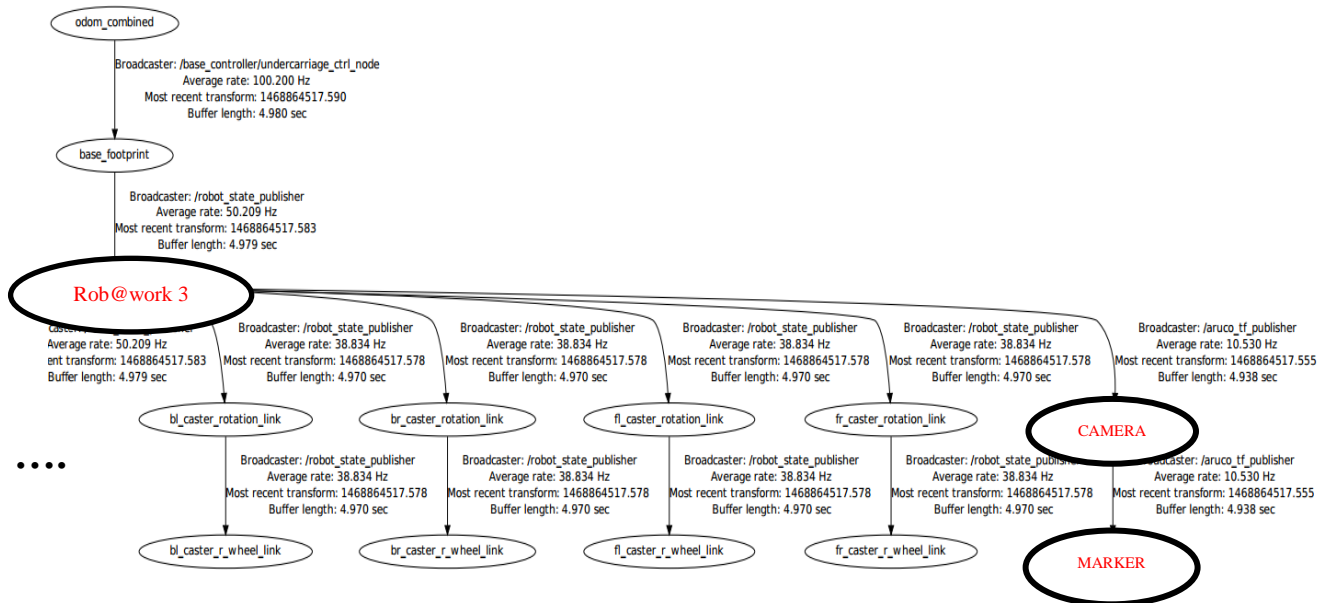 odom_combined
Broadcaster: /base_controller/undercarriage_ctrl_node
Average rate: 100.200 Hz
Most recent transform: 1468864517.590
Buffer length: 4.980 sec
base_footprint
Broadcaster: /robot_state_publisher
Average rate: 50.209 Hz
Most recent transform: 1468864517.583
Buffer length: 4.979 sec
Rob@work 3
Average rate: 50.209 Hz
ent transform: 1468864517.583
Buffer length: 4.979 sec
Broadcaster: /robot_state_publisher
Average rate: 38.834 Hz
Most recent transform: 1468864517.578
Buffer length: 4.970 sec
Broadcaster: /robot_state_publisher
Average rate: 38.834 Hz
Most recent transform: 1468864517.578
Buffer length: 4.970 sec
Broadcaster: /robot_state_publisher
Average rate: 38.834 Hz
Most recent transform: 1468864517.578
Buffer length: 4.970 sec
Broadcaster: /robot_state_publisher
Average rate: 38.834 Hz
Most recent transform: 1468864517.578
Buffer length: 4.970 sec
Broadcaster: /aruco_tf_publisher
Average rate: 10.530 Hz
Most recent transform: 1468864517.555
Buffer length: 4.938 sec
bl_caster_rotation_link
br_caster_rotation_link
fl_caster_rotation_link
fr_caster_rotation_link
CAMERA
....
Broadcaster: /robot_state_publisher
Average rate: 38.834 Hz
Most recent transform: 1468864517.578
Buffer length: 4.970 sec
Broadcaster: /robot_state_publisher
Average rate: 38.834 Hz
Most recent transform: 1468864517.578
Buffer length: 4.970 sec
Broadcaster: /robot_state_publisher
Average rate: 38.834 Hz
Most recent transform: 1468864517.578
Buffer length: 4.970 sec
Broadcaster: /robot_state_publisher
Average rate: 38.834 Hz
Most recent transform: 1468864517.578
Buffer length: 4.970 sec
Broadcaster: /aruco_tf_publisher
Average rate: 10.530 Hz
Most recent transform: 1468864517.555
Buffer length: 4.938 sec
bl_caster_r_wheel_link
br_caster_r_wheel_link
fl_caster_r_wheel_link
fr_caster_r_wheel_link
MARKER